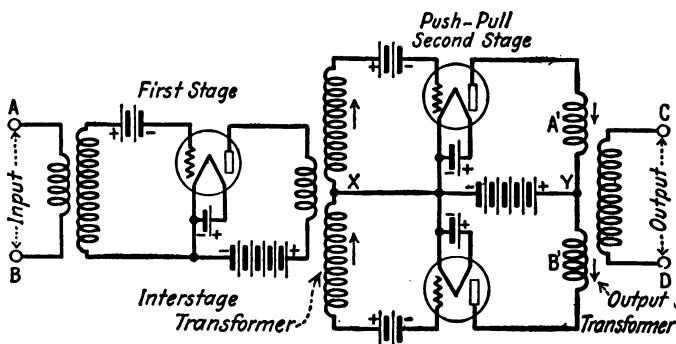 Push-Pull
Second Stage
First Stage
A
Input
B
+ -
- +
- +
Interstage
Transformer
+ -
- +
X
- +
Y
- +
+ -
A'
B'
C
Output
D
Output
Transformer